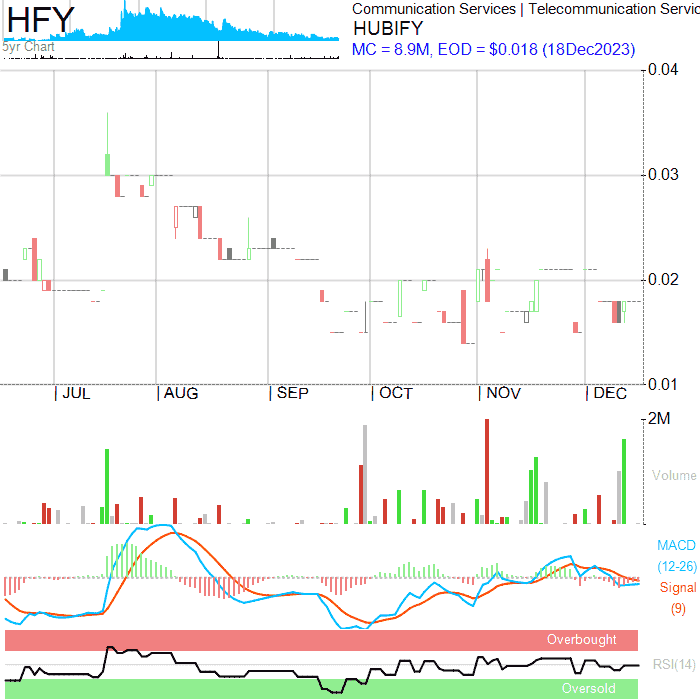 HFY
5yr Chart
Communication Services | Telecommunication Servic
HUBIFY
MC = 8.9M, EOD = $0.018 (18Dec2023)
0.04
0.03
0.02
0.01
| JUL | AUG | SEP | OCT | NOV | DEC
2M
Volume
MACD
(12-26)
Signal
(9)
Overbought
RSI(14)
Oversold